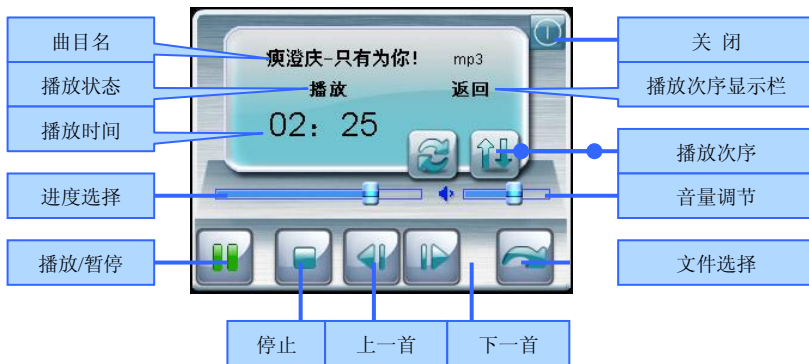 曲目名
瘐澄庆-只有为你! mp3
关 闭
播放状态
播放 返回
播放次序显示栏
播放时间
02: 25
播放次序
进度选择
音量调节
播放/暂停
文件选择
停止
上一首
下一首